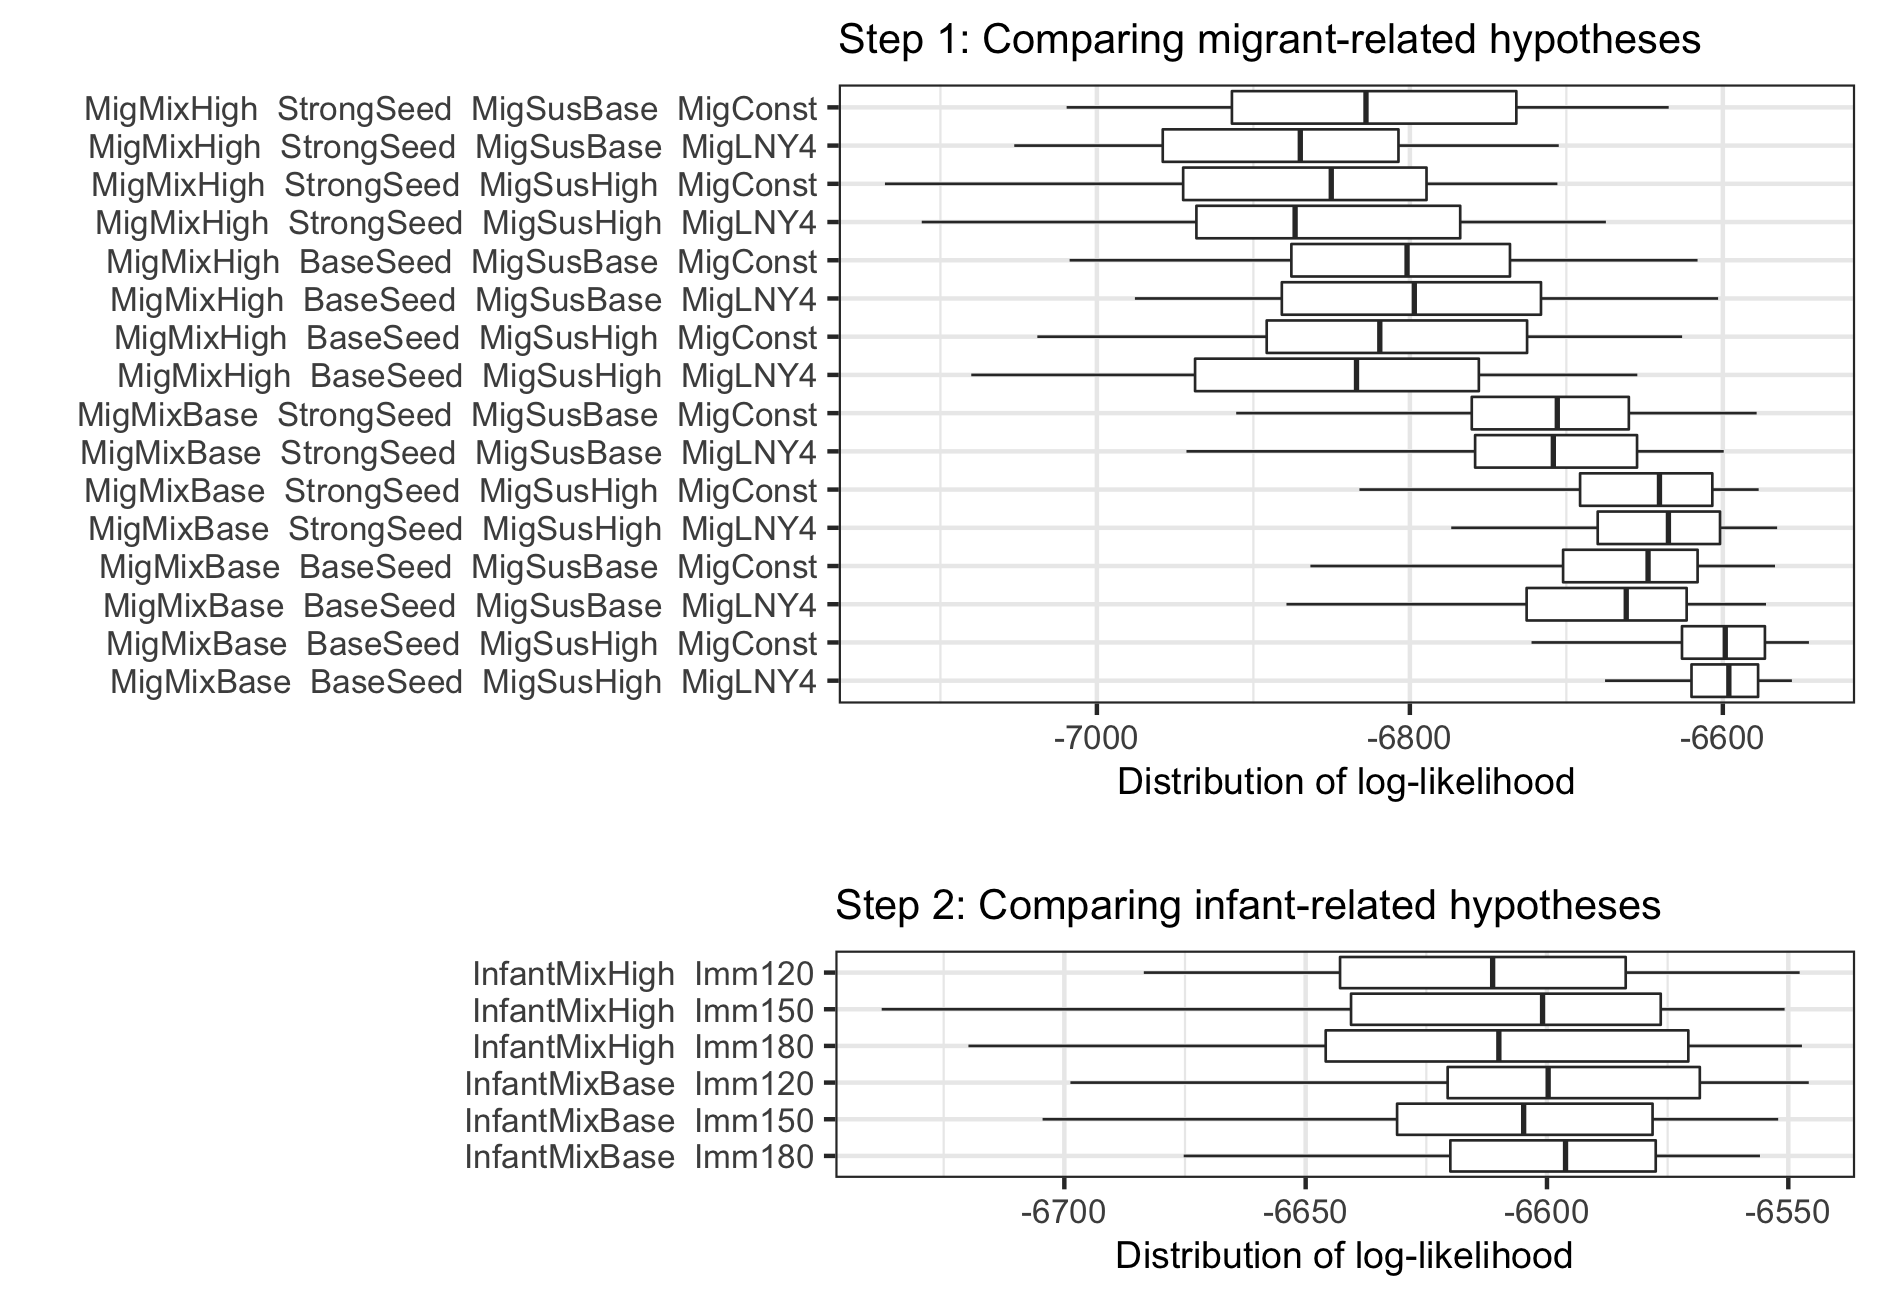 Step 1: Comparing migrant-related hypotheses
MigMixHigh StrongSeed MigSusBase MigConst
MigMixHigh StrongSeed MigSusBase MigLNY4
MigMixHigh StrongSeed MigSusHigh MigConst
MigMixHigh StrongSeed MigSusHigh MigLNY4
MigMixHigh BaseSeed MigSusBase MigConst
MigMixHigh BaseSeed MigSusBase MigLNY4
MigMixHigh BaseSeed MigSusHigh MigConst
MigMixHigh BaseSeed MigSusHigh MigLNY4
MigMixBase StrongSeed MigSusBase MigConst
MigMixBase StrongSeed MigSusBase MigLNY4
MigMixBase StrongSeed MigSusHigh MigConst
MigMixBase StrongSeed MigSusHigh MigLNY4
MigMixBase BaseSeed MigSusBase MigConst
MigMixBase BaseSeed MigSusBase MigLNY4
MigMixBase BaseSeed MigSusHigh MigConst
MigMixBase BaseSeed MigSusHigh MigLNY4
-7000 -6800 -6600
Distribution of log-likelihood
Step 2: Comparing infant-related hypotheses
InfantMixHigh Imm120
InfantMixHigh Imm150
InfantMixHigh Imm180
InfantMixBase Imm120
InfantMixBase Imm150
InfantMixBase Imm180
-6700 -6650 -6600 -6550
Distribution of log-likelihood